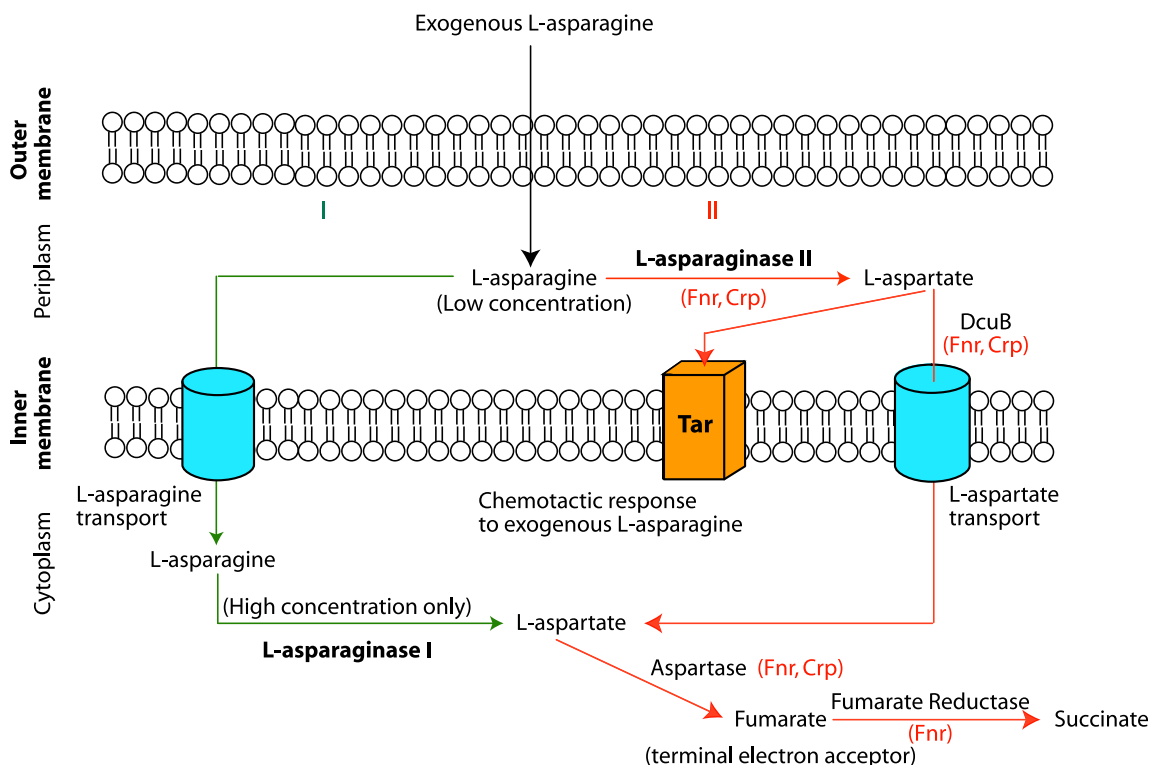 Exogenous L-asparagine
Outer
membrane
I
II
Periplasm
L-asparagine
(Low concentration)
L-asparaginase II
(Fnr, Crp)
L-aspartate
DcuB
(Fnr, Crp)
Inner
membrane
Tar
L-asparagine
transport
Chemotactic response
to exogenous L-asparagine
L-aspartate
transport
Cytoplasm
L-asparagine
(High concentration only)
L-asparaginase I
L-aspartate
Aspartase (Fnr, Crp)
Fumarate
(terminal electron acceptor)
Fumarate Reductase
(Fnr)
Succinate